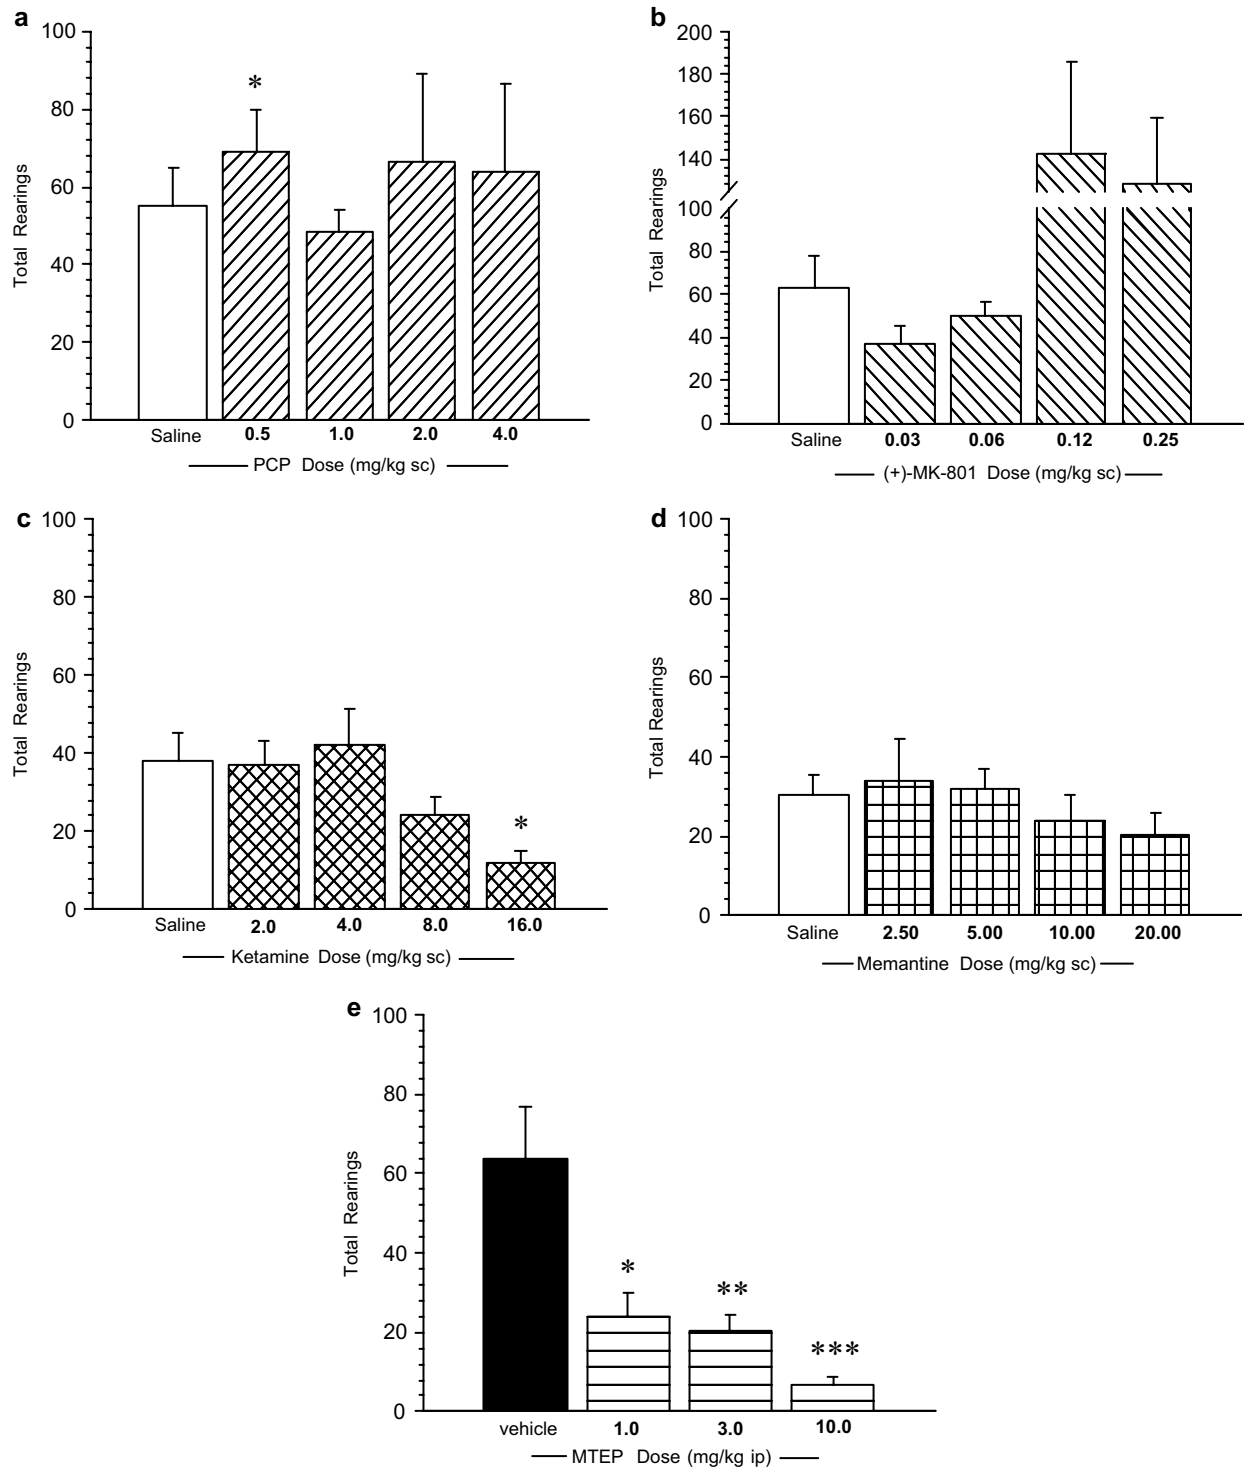 a
100
80
60
40
20
0
Total Rearings
*
Saline 0.5 1.0 2.0 4.0
PCP Dose (mg/kg sc)
b
200
180
160
140
100
80
60
40
20
0
Total Rearings
Saline 0.03 0.06 0.12 0.25
(+)-MK-801 Dose (mg/kg sc)
c
100
80
60
40
20
0
Total Rearings
*
Saline 2.0 4.0 8.0 16.0
Ketamine Dose (mg/kg sc)
d
100
80
60
40
20
0
Total Rearings
Saline 2.50 5.00 10.00 20.00
Memantine Dose (mg/kg sc)
e
100
80
60
40
20
0
Total Rearings
* ** ***
vehicle 1.0 3.0 10.0
MTEP Dose (mg/kg ip)